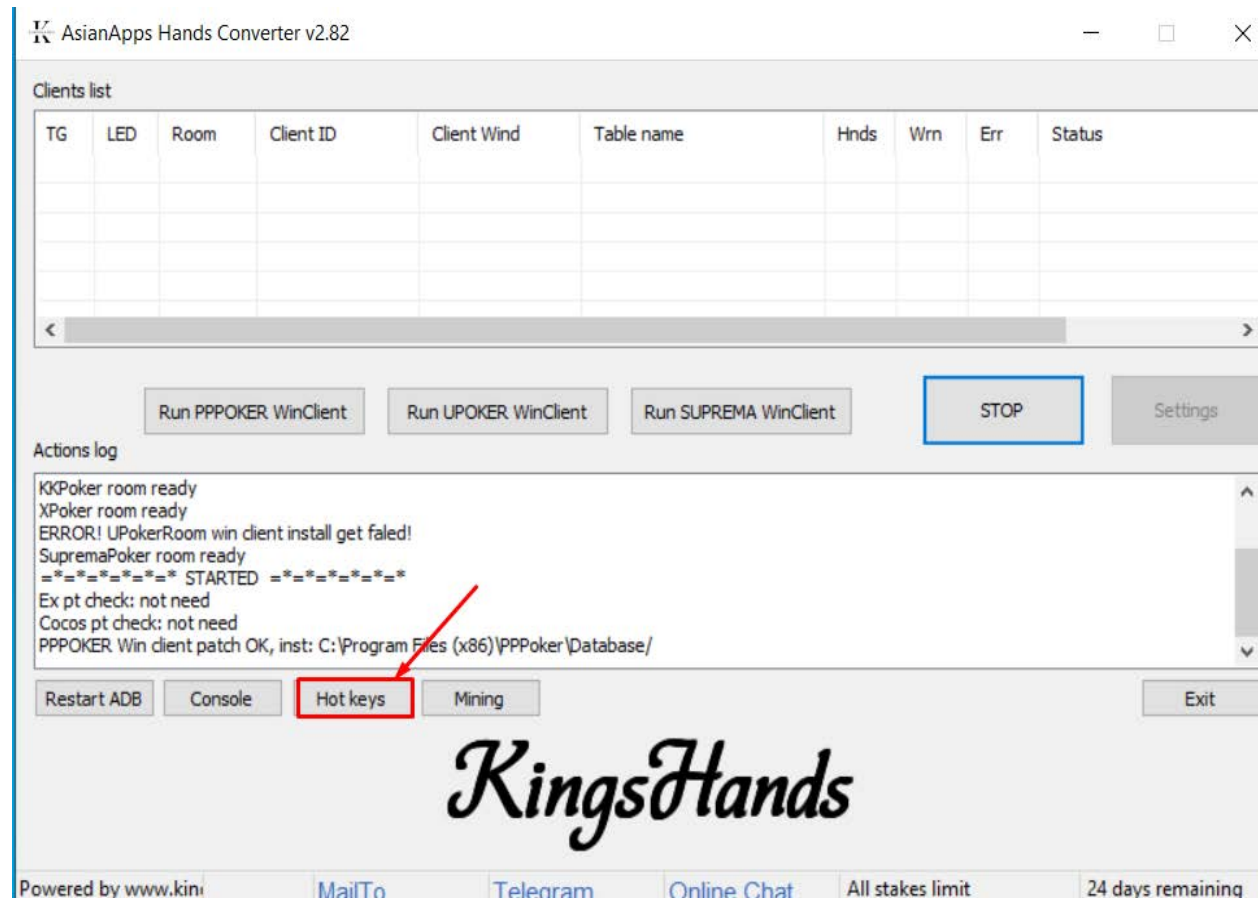 AsianApps Hands Converter v2.82
Clients list
TG LED Room Client ID Client Wind Table name Hnds Wrn Err Status
Run PPPOKER WinClient Run UPOKER WinClient Run SUPREMA WinClient STOP Settings
Actions log
KKPoker room ready
XPoker room ready
ERROR! UPokerRoom win client install get faled!
SupremaPoker room ready
=*=*=*=*=*=* STARTED =*=*=*=*=*=*
Ex pt check: not need
Cocos pt check: not need
PPPOKER Win client patch OK, inst: C:\Program Files (x86)\PPPoker\Database/
Restart ADB Console Hot keys Mining Exit
KingsHands
Powered by www.kin MailTo Telegram Online Chat All stakes limit 24 days remaining